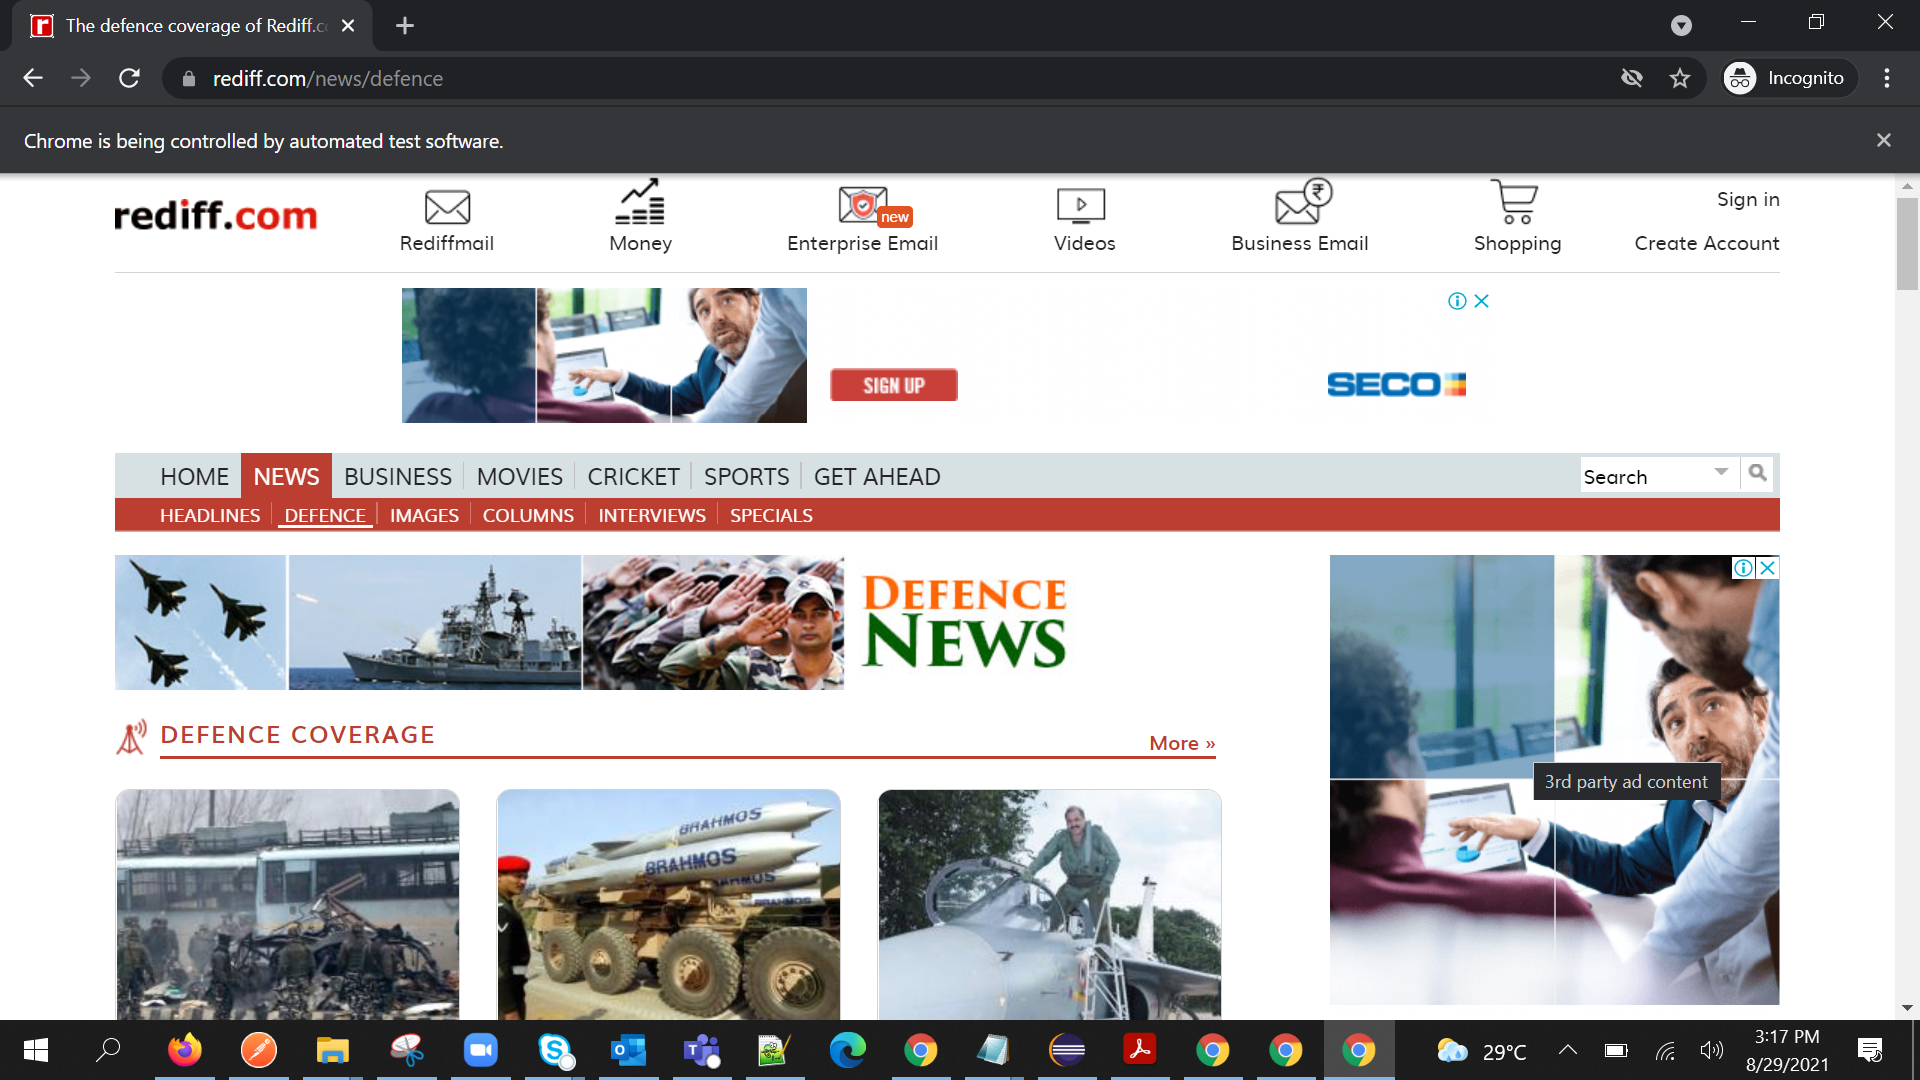 The defence coverage of Rediff.c
rediff.com/news/defence
Incognito
Chrome is being controlled by automated test software.
rediff.com
Rediffmail
Money
new
Enterprise Email
Videos
Business Email
Shopping
Sign in
Create Account
SIGN UP
SECO
HOME NEWS BUSINESS MOVIES CRICKET SPORTS GET AHEAD
Search
HEADLINES DEFENCE IMAGES COLUMNS INTERVIEWS SPECIALS
DEFENCE
NEWS
DEFENCE COVERAGE
More »
3rd party ad content
BRAHMOS
BRAHMOS
BRAHMOS
29°C
3:17 PM
8/29/2021